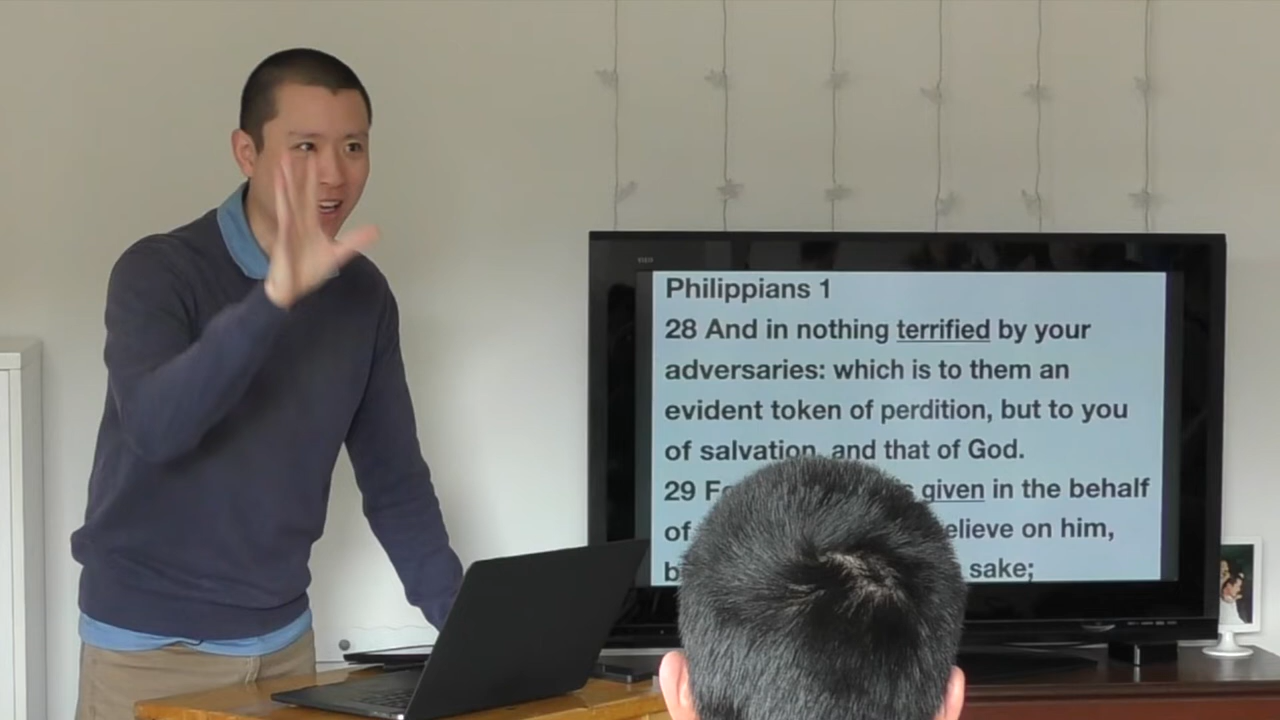 VIZIO
Philippians 1
28 And in nothing terrified by your
adversaries: which is to them an
evident token of perdition, but to you
of salvation, and that of God.
29 given in the behalf
of on him,
sake;